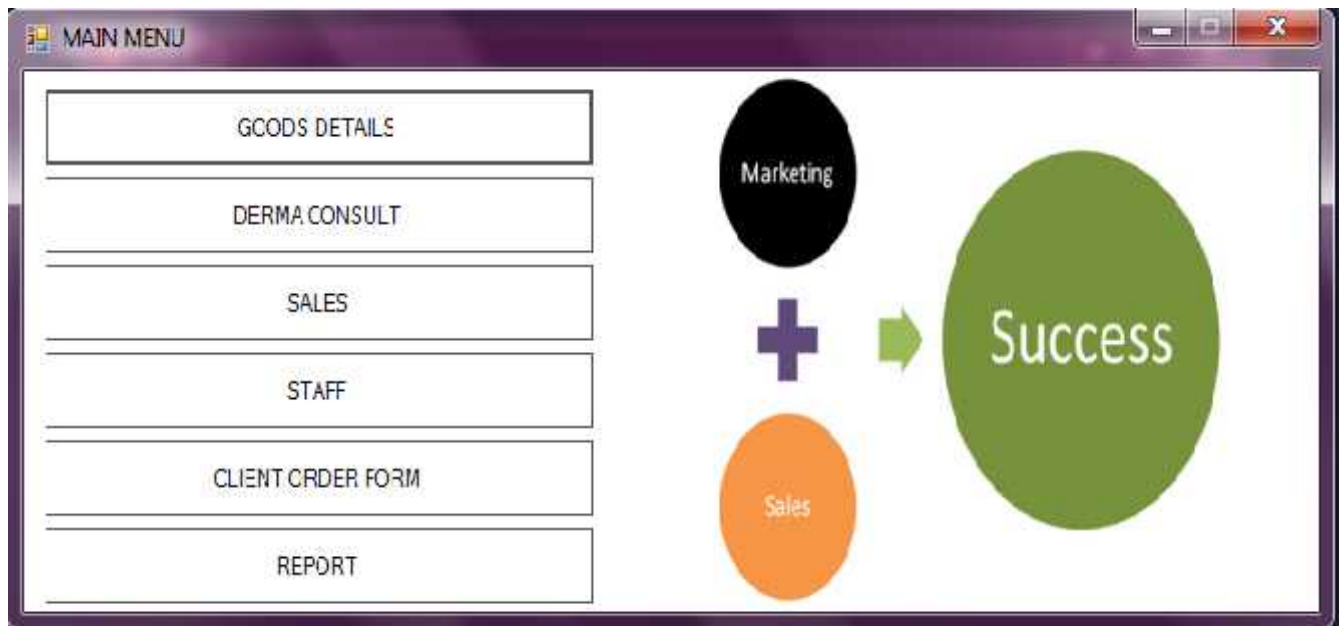 MAIN MENU
GOODS DETAILS
DERMA CONSULT
SALES
STAFF
CLIENT ORDER FORM
REPORT
Marketing
Success
Sales